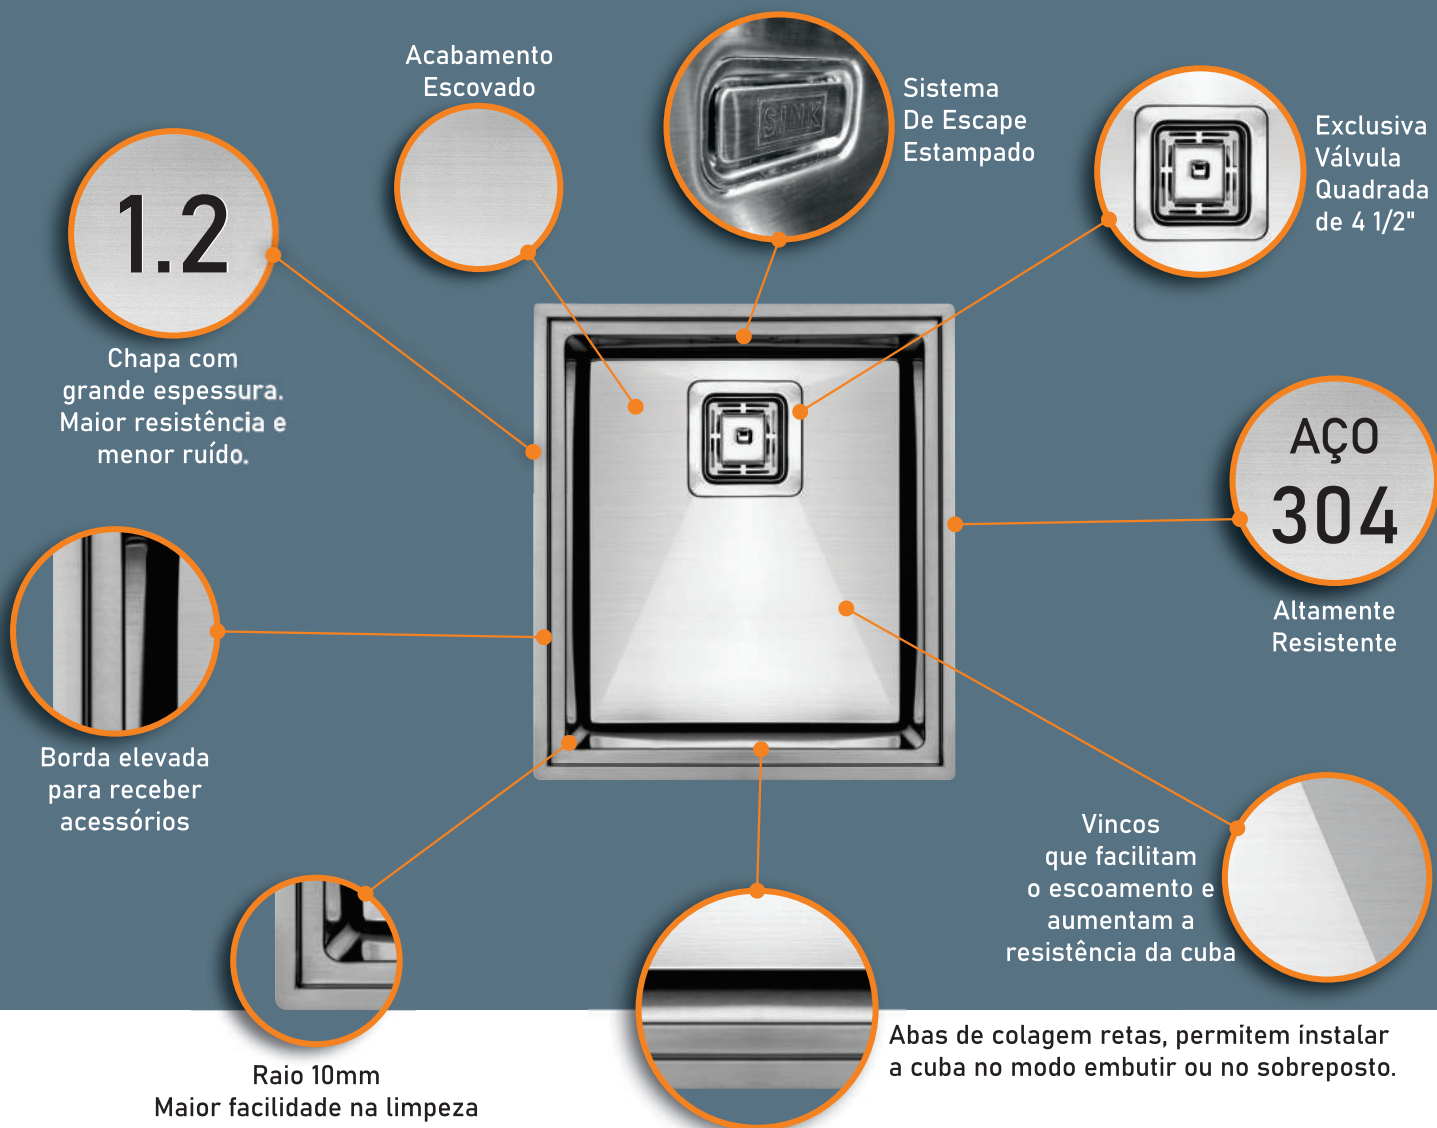 Acabamento
Escovado
SINK
Sistema
De Escape
Estampado
Exclusiva
Válvula
Quadrada
de 4 1/2"
1.2
Chapa com
grande espessura.
Maior resistência e
menor ruído.
AÇO
304
Altamente
Resistente
Borda elevada
para receber
acessórios
Vincos
que facilitam
o escoamento e
aumentam a
resistência da cuba
Raio 10mm
Maior facilidade na limpeza
Abas de colagem retas, permitem instalar
a cuba no modo embutir ou no sobreposto.